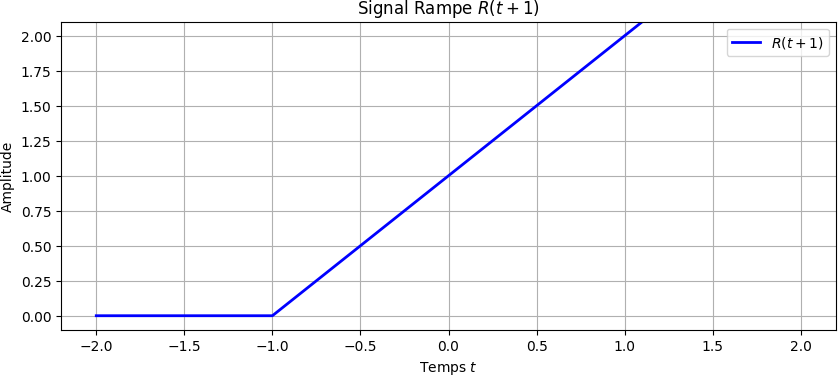 Signal Rampe R(t + 1)
R(t + 1)
Amplitude
2.00
1.75
1.50
1.25
1.00
0.75
0.50
0.25
0.00
−2.0 −1.5 −1.0 −0.5 0.0 0.5 1.0 1.5 2.0
Temps t